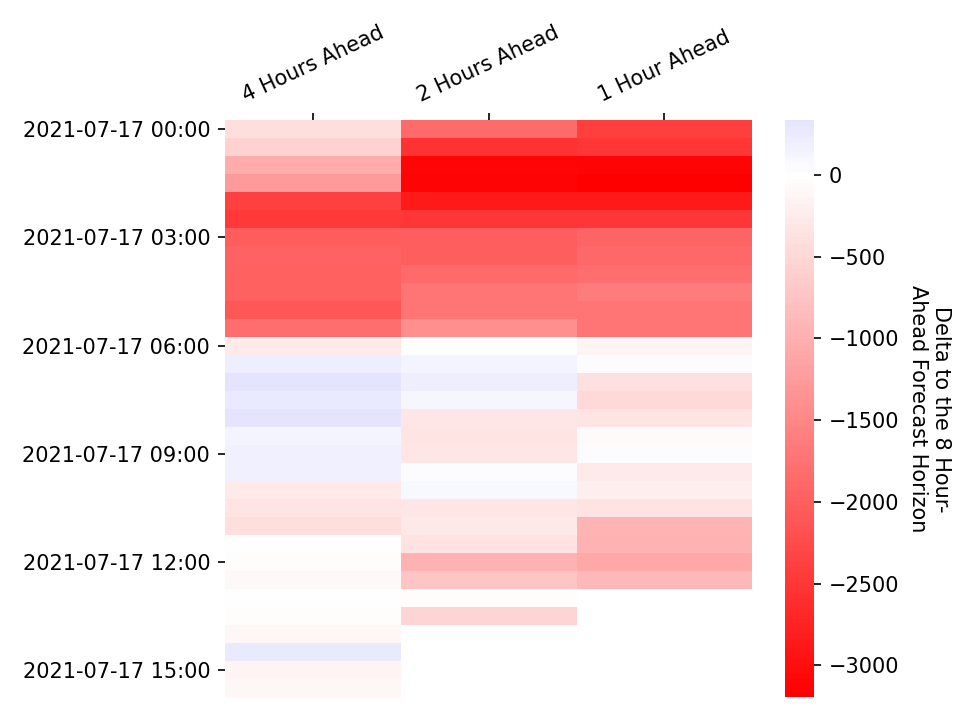 4 Hours Ahead
2 Hours Ahead
1 Hour Ahead
2021-07-17 00:00
2021-07-17 03:00
2021-07-17 06:00
2021-07-17 09:00
2021-07-17 12:00
2021-07-17 15:00
0
−500
−1000
−1500
−2000
−2500
−3000
Delta to the 8 Hour-
Ahead Forecast Horizon